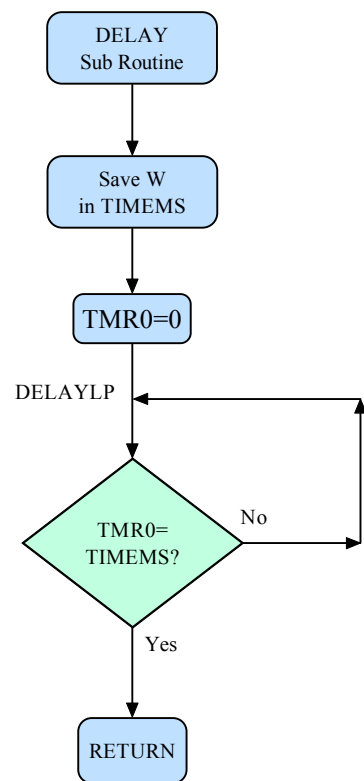 DELAY
Sub Routine
Save W
in TIMEMS
TMR0=0
DELAYLP
TMR0=
TIMEMS?
No
Yes
RETURN